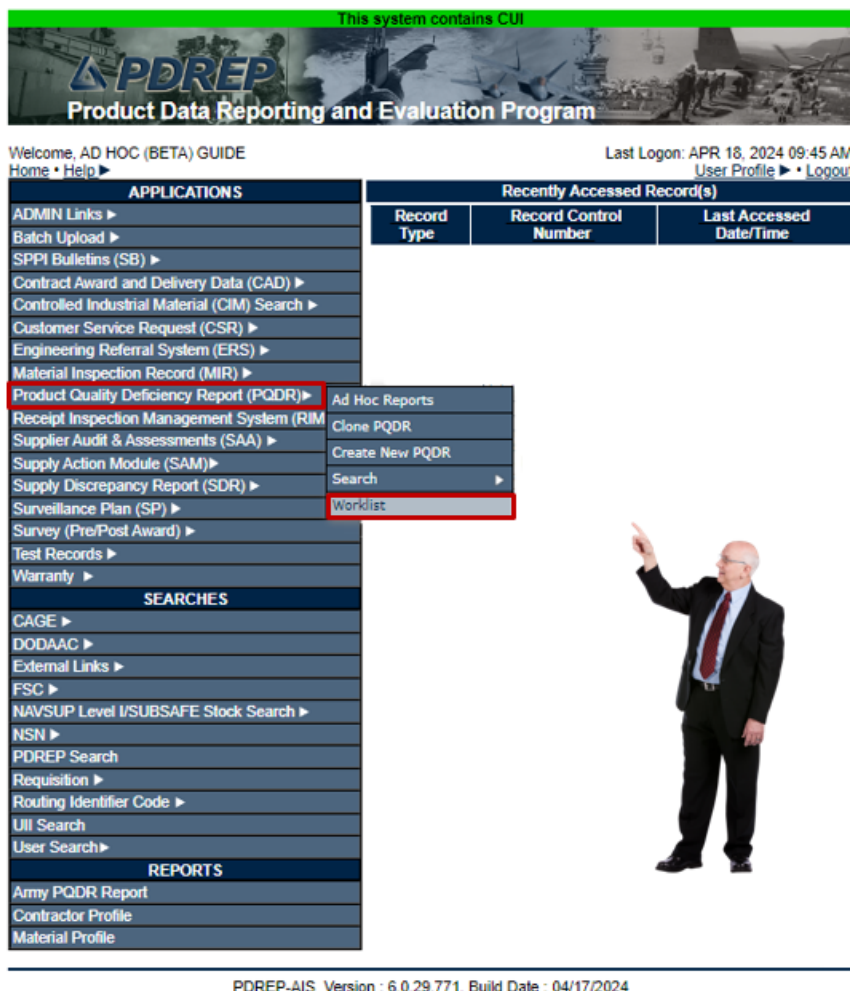 This system contains CUI
PDREP
Product Data Reporting and Evaluation Program
Welcome, AD HOC (BETA) GUIDE
Last Logon: APR 18, 2024 09:45 AM
Home • Help ▶
User Profile ▶ • Logout
APPLICATIONS
ADMIN Links ▶
Batch Upload ▶
SPPI Bulletins (SB) ▶
Contract Award and Delivery Data (CAD) ▶
Controlled Industrial Material (CIM) Search ▶
Customer Service Request (CSR) ▶
Engineering Referral System (ERS) ▶
Material Inspection Record (MIR) ▶
Product Quality Deficiency Report (PQDR)▶
Receipt Inspection Management System (RIM
Supplier Audit & Assessments (SAA) ▶
Supply Action Module (SAM)▶
Supply Discrepancy Report (SDR) ▶
Surveillance Plan (SP) ▶
Survey (Pre/Post Award) ▶
Test Records ▶
Warranty ▶
SEARCHES
CAGE ▶
DODAAC ▶
External Links ▶
FSC ▶
NAVSUP Level I/SUBSAFE Stock Search ▶
NSN ▶
PDREP Search
Requisition ▶
Routing Identifier Code ▶
UII Search
User Search▶
REPORTS
Army PQDR Report
Contractor Profile
Material Profile
Recently Accessed Record(s)
Record Type
Record Control Number
Last Accessed Date/Time
Ad Hoc Reports
Clone PQDR
Create New PQDR
Search ▶
Worklist
PDREP-AIS Version : 6.0.29.771, Build Date : 04/17/2024